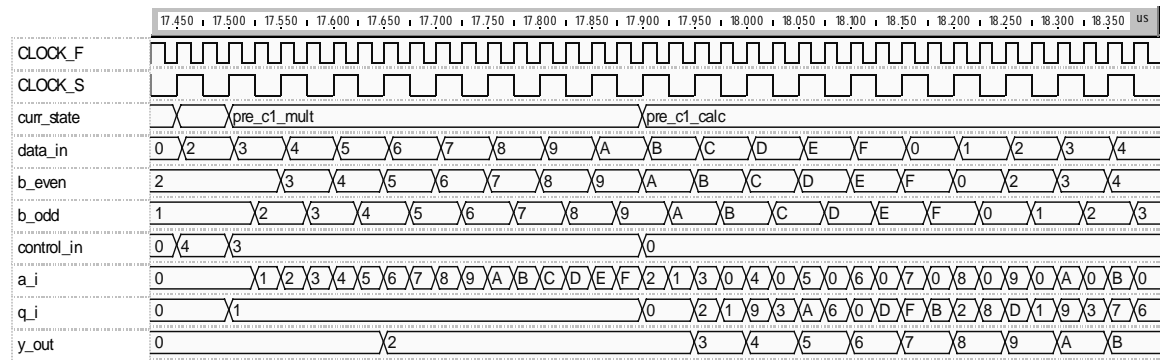 17.450 17.500 17.550 17.600 17.650 17.700 17.750 17.800 17.850 17.900 17.950 18.000 18.050 18.100 18.150 18.200 18.250 18.300 18.350 us
CLOCK_F
CLOCK_S
curr_state pre_c1_mult pre_c1_calc
data_in 0 2 3 4 5 6 7 8 9 A B C D E F 0 1 2 3 4
b_even 2 3 4 5 6 7 8 9 A B C D E F 0 2 3 4
b_odd 1 2 3 4 5 6 7 8 9 A B C D E F 0 1 2 3
control_in 0 4 3 0
a_i 0 1 2 3 4 5 6 7 8 9 A B C D E F 2 1 3 0 4 0 5 0 6 0 7 0 8 0 9 0 A 0 B 0
q_i 0 1 0 2 1 9 3 A 6 0 D F B 2 8 D 1 9 3 7 6
y_out 0 2 3 4 5 6 7 8 9 A B